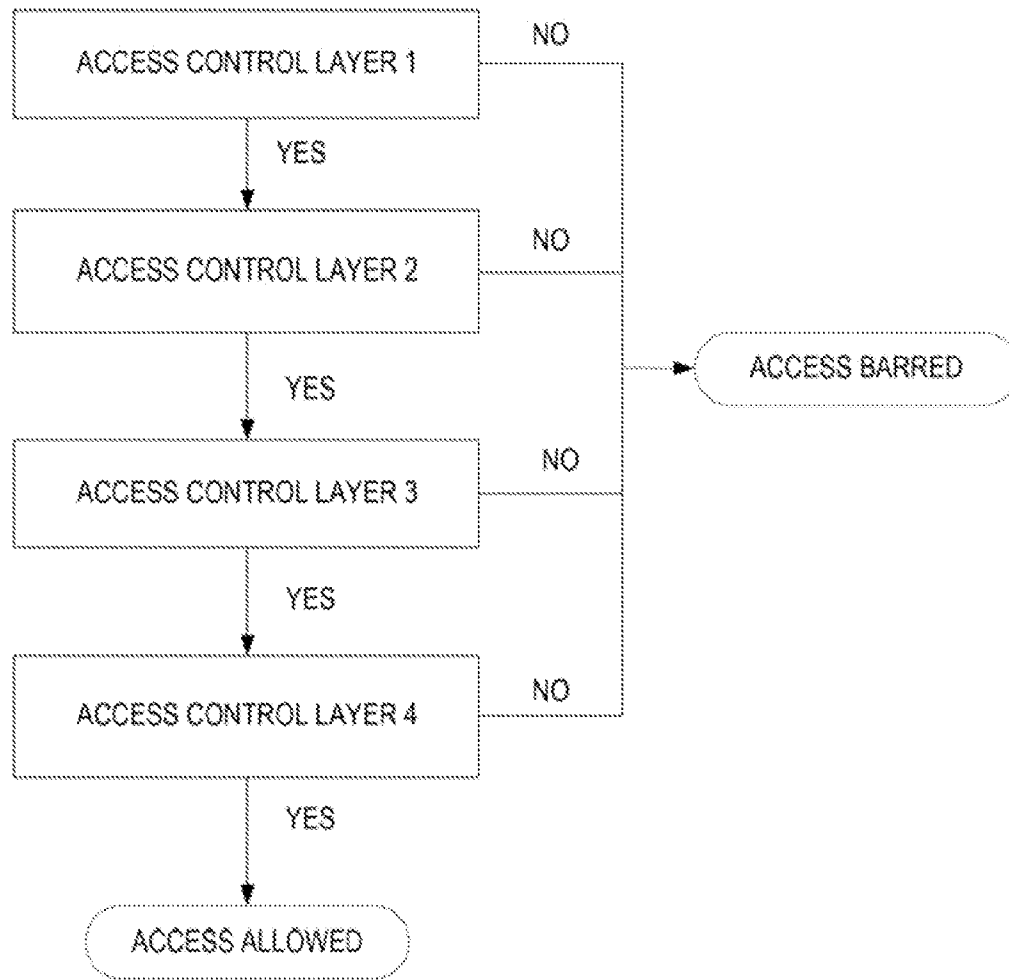 ACCESS CONTROL LAYER 1
NO
YES
ACCESS CONTROL LAYER 2
NO
YES
ACCESS BARRED
ACCESS CONTROL LAYER 3
NO
YES
ACCESS CONTROL LAYER 4
NO
YES
ACCESS ALLOWED